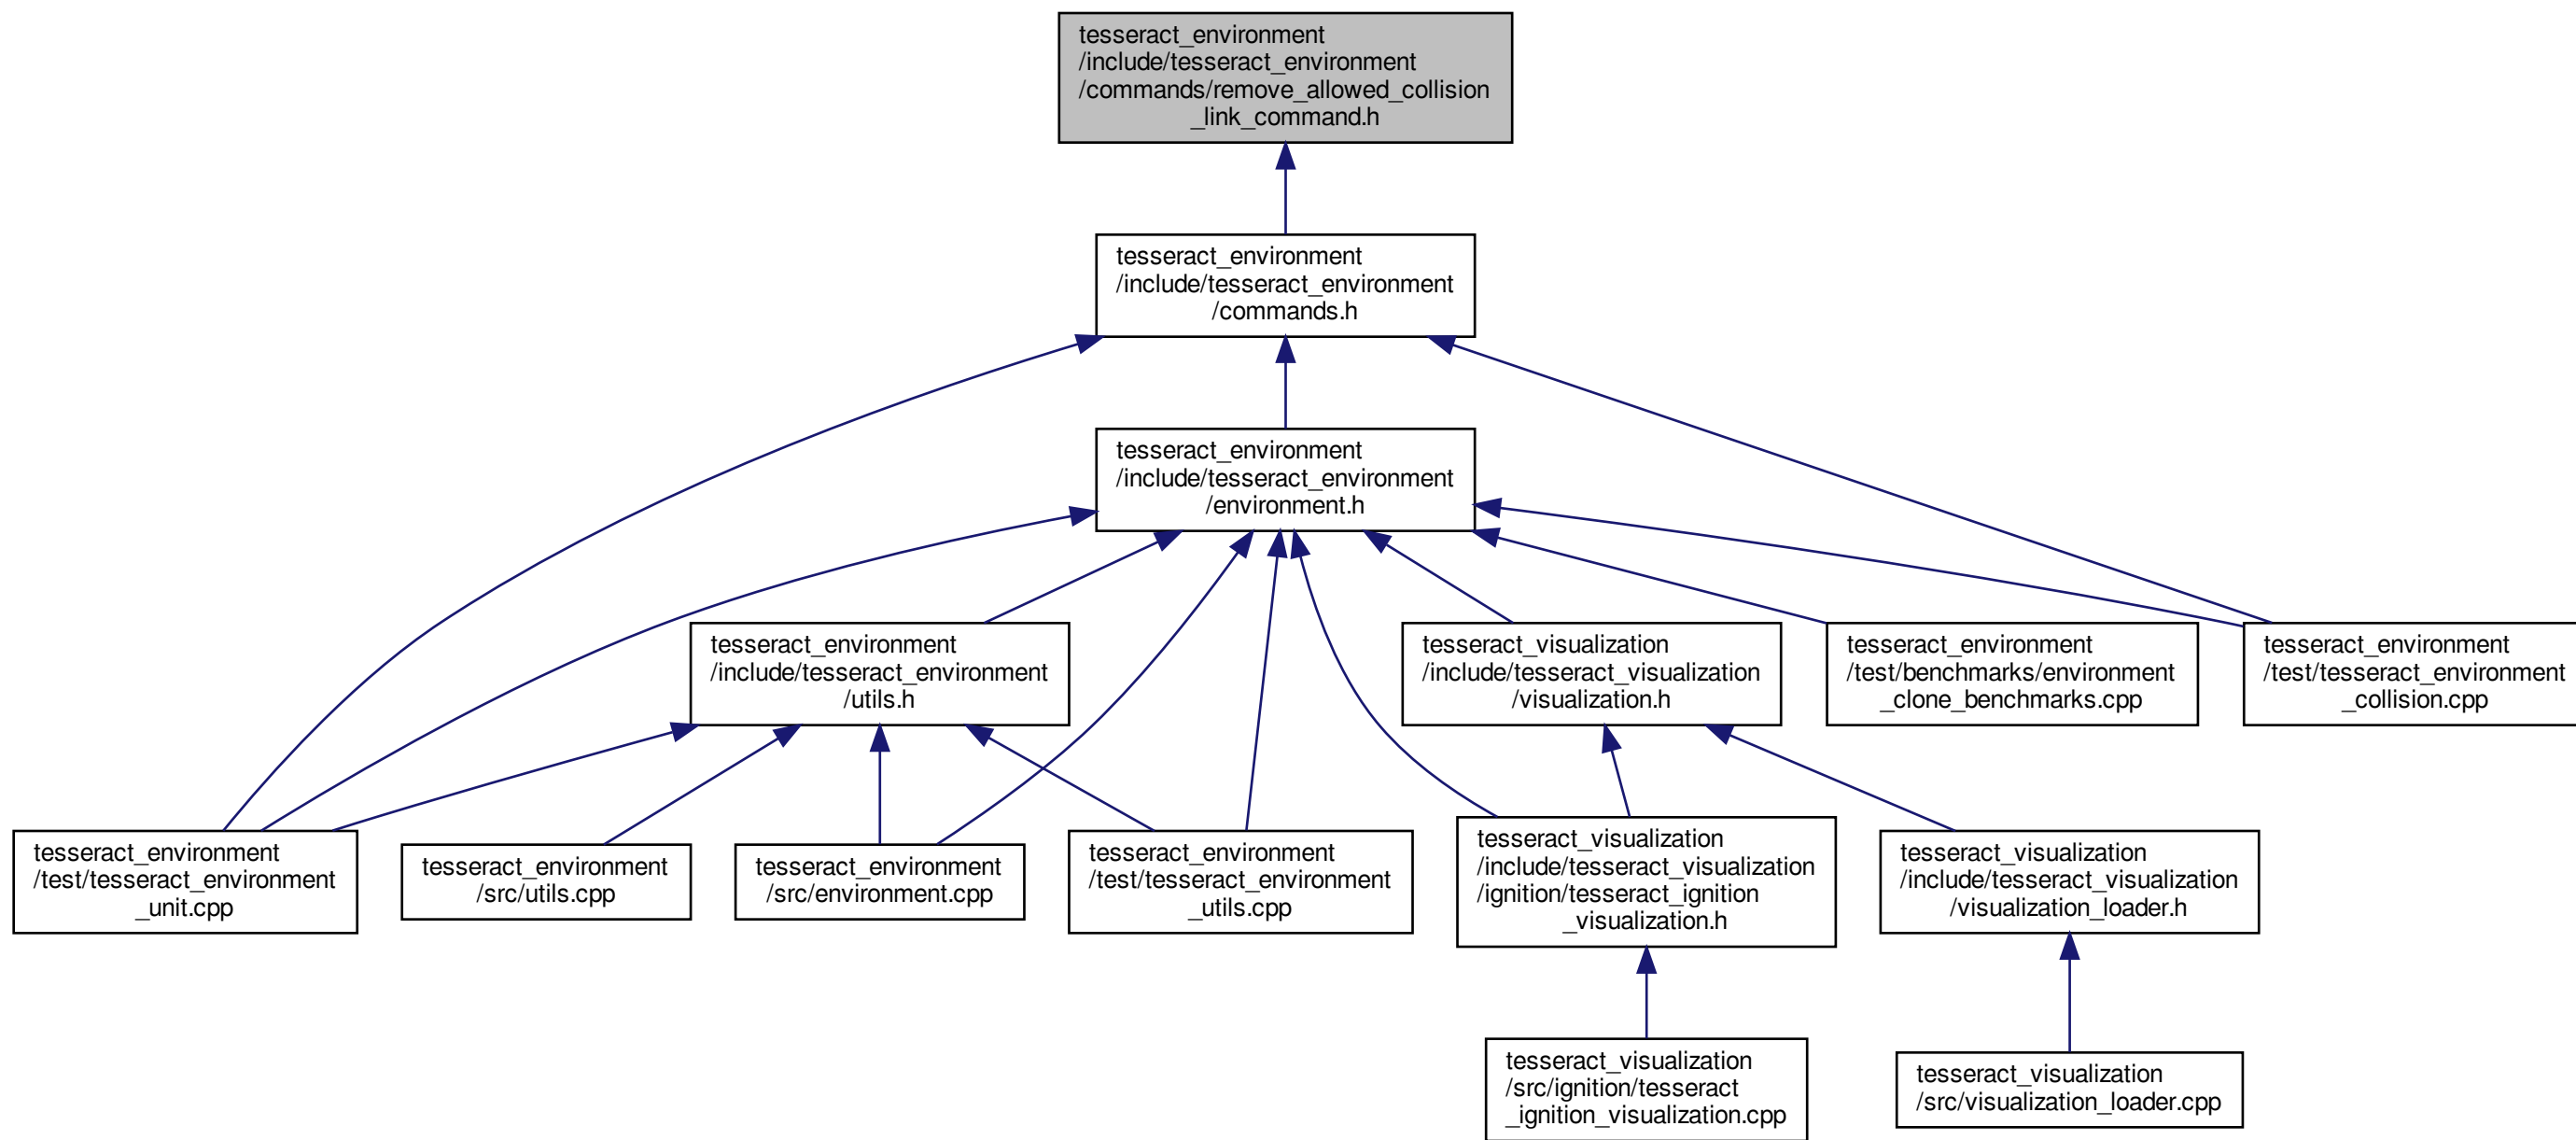 tesseract_environment
/include/tesseract_environment
/commands/remove_allowed_collision
_link_command.h
tesseract_environment
/include/tesseract_environment
/commands.h
tesseract_environment
/include/tesseract_environment
/environment.h
tesseract_environment
/include/tesseract_environment
/utils.h
tesseract_visualization
/include/tesseract_visualization
/visualization.h
tesseract_environment
/test/benchmarks/environment
_clone_benchmarks.cpp
tesseract_environment
/test/tesseract_environment
_collision.cpp
tesseract_environment
/test/tesseract_environment
_unit.cpp
tesseract_environment
/src/utils.cpp
tesseract_environment
/src/environment.cpp
tesseract_environment
/test/tesseract_environment
_utils.cpp
tesseract_visualization
/include/tesseract_visualization
/ignition/tesseract_ignition
_visualization.h
tesseract_visualization
/include/tesseract_visualization
/visualization_loader.h
tesseract_visualization
/src/ignition/tesseract
_ignition_visualization.cpp
tesseract_visualization
/src/visualization_loader.cpp